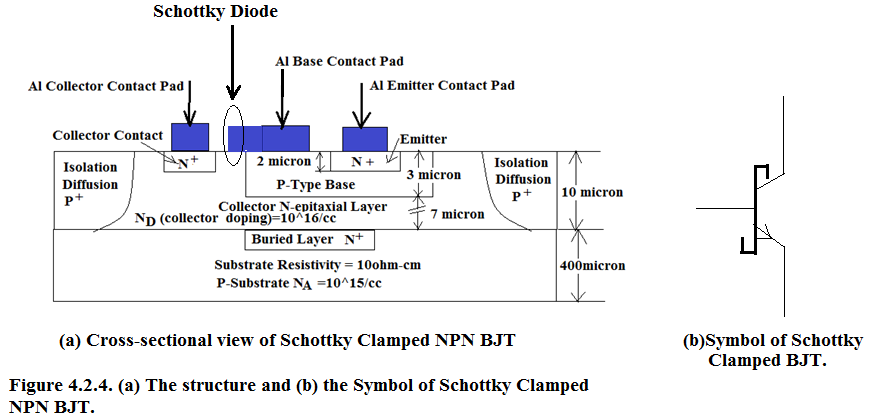 Schottky Diode
Al Base Contact Pad
Al Collector Contact Pad
Al Emitter Contact Pad
Collector Contact
Emitter
Isolation
Diffusion
P+
N+
2 micron
N +
3 micron
P-Type Base
Isolation
Diffusion
P+
10 micron
Collector N-epitaxial Layer
ND (collector doping)=10^16/cc
7 micron
Buried Layer N+
Substrate Resistivity = 10ohm-cm
P-Substrate NA =10^15/cc
400micron
(a) Cross-sectional view of Schottky Clamped NPN BJT
(b)Symbol of Schottky
Clamped BJT.
Figure 4.2.4. (a) The structure and (b) the Symbol of Schottky Clamped
NPN BJT.